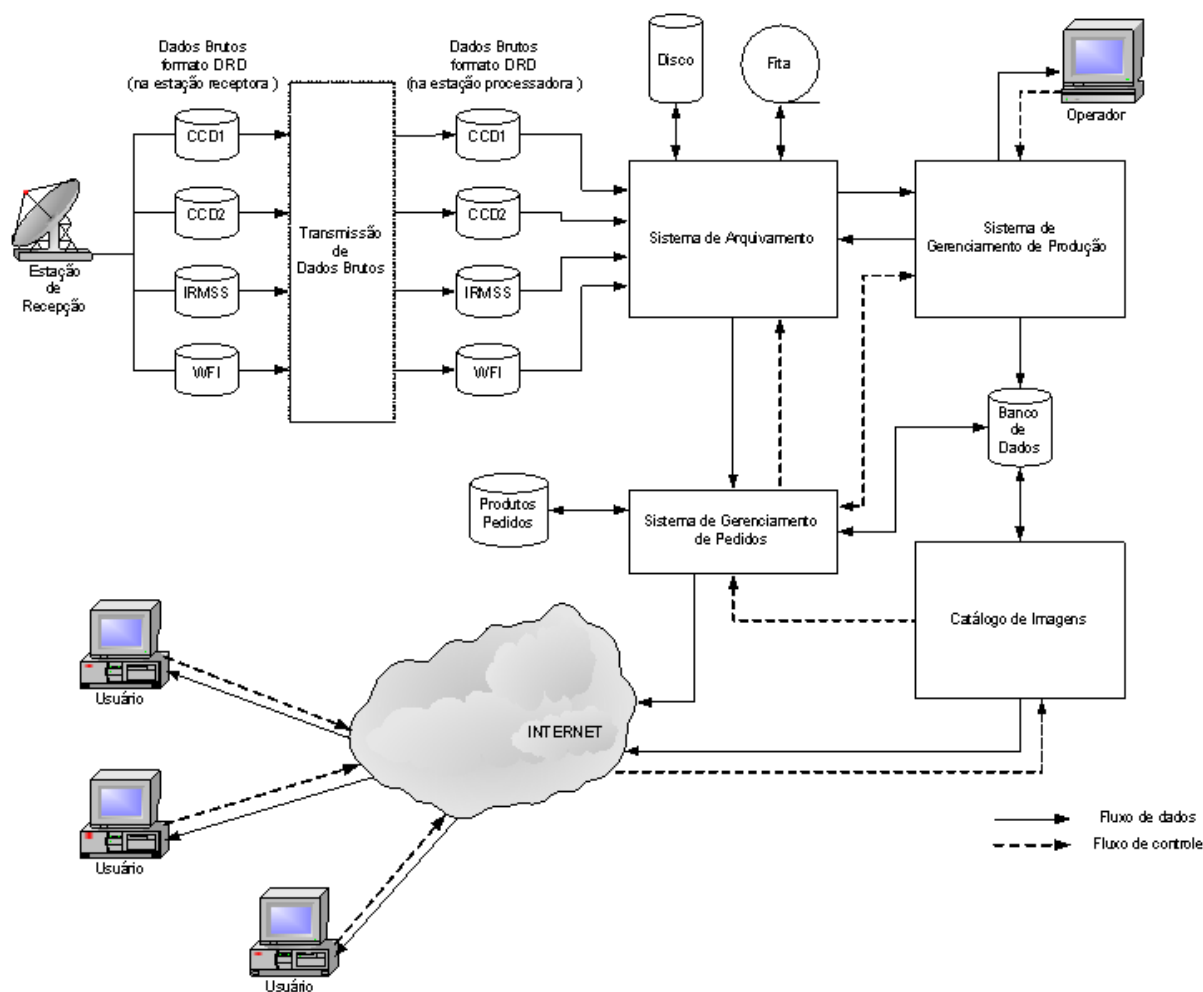 Dados Brutos
formato DRD
(na estação receptora )
Dados Brutos
formato DRD
(na estação processadora )
Disco
Fita
Operador
CCD1
CCD2
IRMSS
WFI
Transmissão
de
Dados Brutos
CCD1
CCD2
IRMSS
WFI
Estação
de
Recepção
Sistema de Arquivamento
Sistema de
Gerenciamento de Produção
Banco
de
Dados
Produtos
Pedidos
Sistema de Gerenciamento
de Pedidos
Catálogo de Imagens
Usuário
INTERNET
Usuário
Usuário
Fluxo de dados
Fluxo de controle